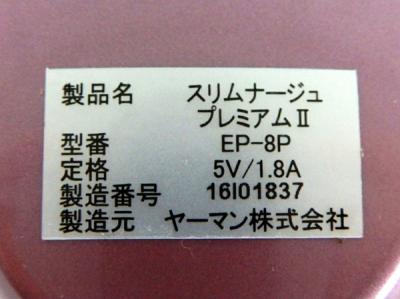 製品名 スリムナージュ
プレミアムⅡ
型番 EP-8P
定格 5V/1.8A
製造番号 16I01837
製造元 ヤーマン株式会社